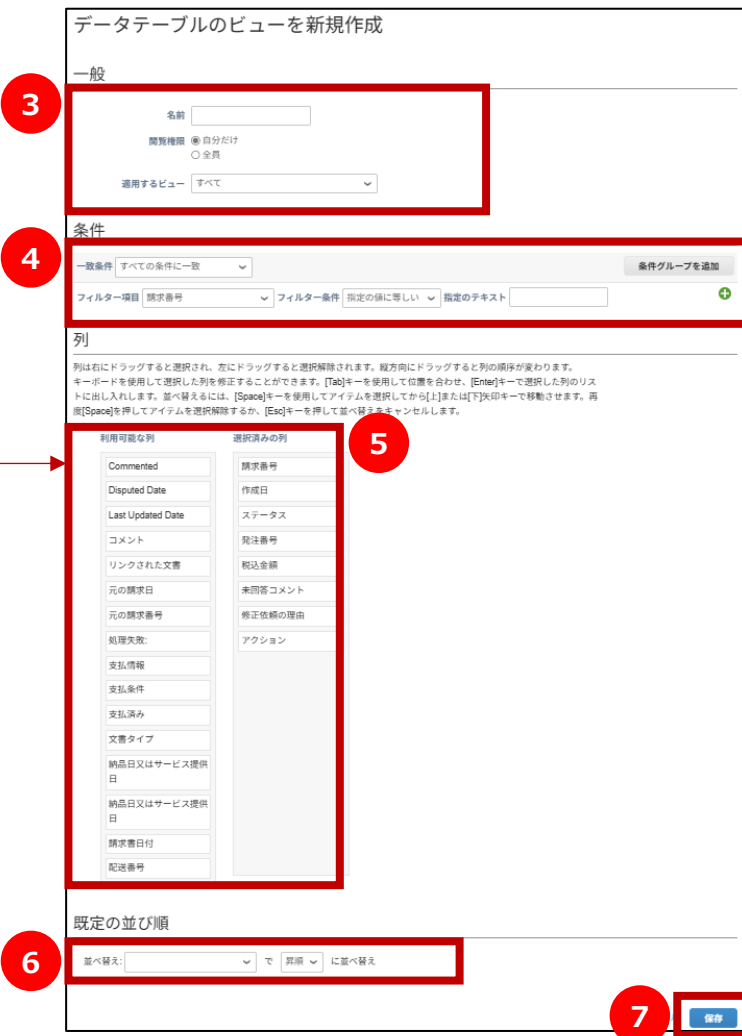 データテーブルのビューを新規作成
一般
3
名前
閲覧権限 自分だけ
全員
適用するビュー すべて
条件
4
一致条件 すべての条件に一致 条件グループを追加
フィルター項目 請求番号 フィルター条件 指定の値に等しい 指定のテキスト
列
列は右にドラッグすると選択され、左にドラッグすると選択解除されます。縦方向にドラッグすると列の順序が変わります。
キーボードを使用して選択した列を修正することができます。[Tab]キーを使用して位置を合わせ、[Enter]キーで選択した列のリス
トに出し入れします。並べ替えるには、[Space]キーを使用してアイテムを選択してから[上]または[下]矢印キーで移動させます。再
度[Space]を押してアイテムを選択解除するか、[Esc]キーを押して並べ替えをキャンセルします。
5
利用可能な列 選択済みの列
Commented 請求番号
Disputed Date 作成日
Last Updated Date ステータス
コメント 発注番号
リンクされた文書 税込金額
元の請求日 未回答コメント
元の請求番号 修正依頼の理由
処理失敗: アクション
支払情報
支払条件
支払済み
文書タイプ
納品日又はサービス提供
日
納品日又はサービス提供
日
請求書日付
配送番号
既定の並び順
6
並べ替え: で 昇順 に並べ替え
7 保存